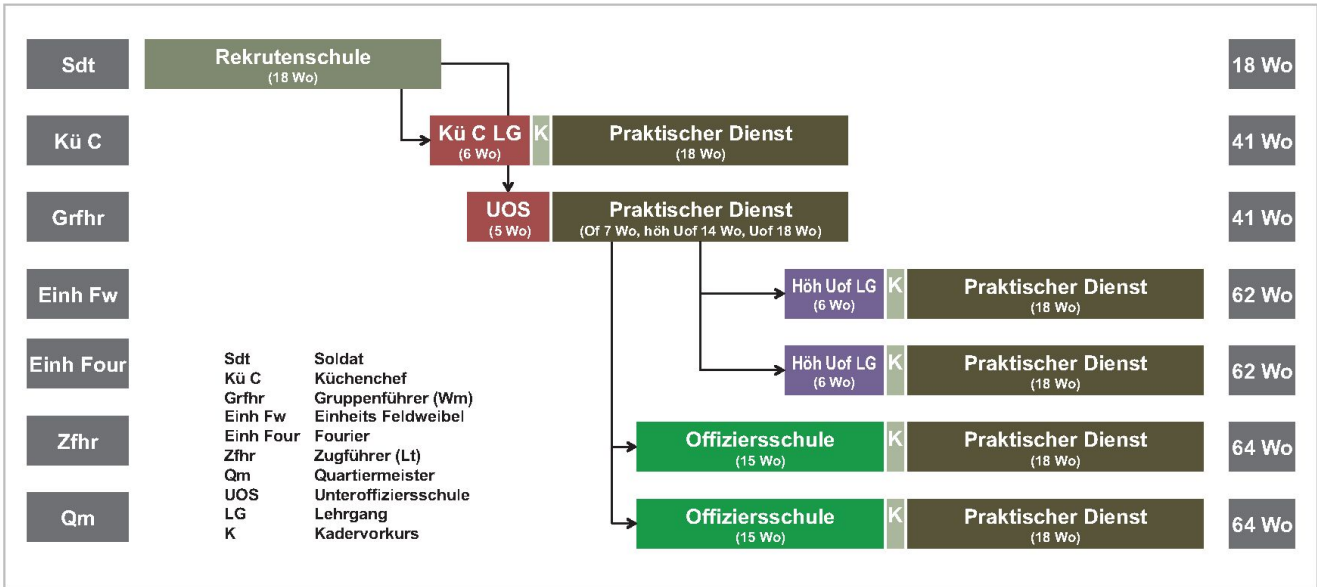 Sdt
Rekrutenschule
(18 Wo)
18 Wo
Kü C
Kü C LG
(6 Wo)
K
Praktischer Dienst
(18 Wo)
41 Wo
Grfhr
UOS
(5 Wo)
Praktischer Dienst
(Of 7 Wo, höh Uof 14 Wo, Uof 18 Wo)
41 Wo
Einh Fw
Höh Uof LG
(6 Wo)
K
Praktischer Dienst
(18 Wo)
62 Wo
Einh Four
Höh Uof LG
(6 Wo)
K
Praktischer Dienst
(18 Wo)
62 Wo
Zfhr
Offiziersschule
(15 Wo)
K
Praktischer Dienst
(18 Wo)
64 Wo
Qm
Offiziersschule
(15 Wo)
K
Praktischer Dienst
(18 Wo)
64 Wo
Sdt Soldat
Kü C Küchenchef
Grfhr Gruppenführer (Wm)
Einh Fw Einheits Feldweibel
Einh Four Fourier
Zfhr Zugführer (Lt)
Qm Quartiermeister
UOS Unteroffiziersschule
LG Lehrgang
K Kadervorkurs